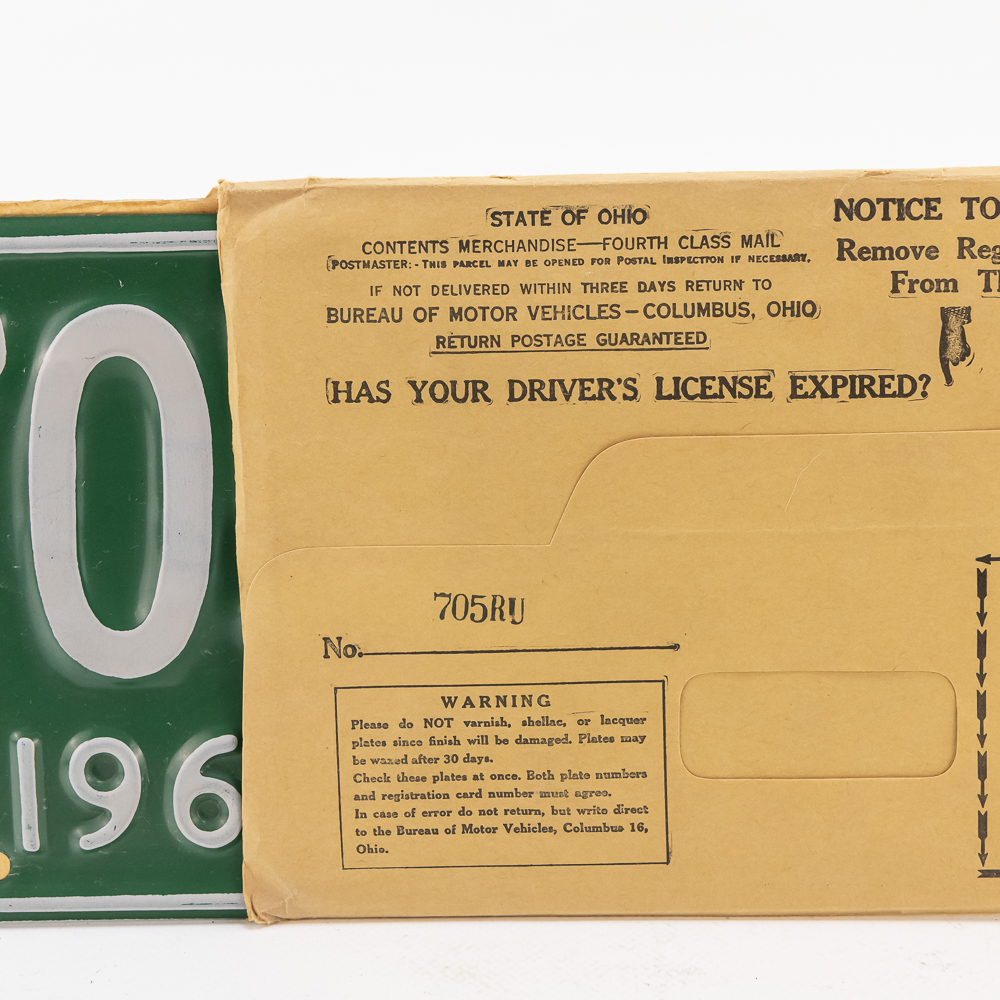 0
196
STATE OF OHIO
CONTENTS MERCHANDISE—FOURTH CLASS MAIL
POSTMASTER:- THIS PARCEL MAY BE OPENED FOR POSTAL INSPECTION IF NECESSARY.
IF NOT DELIVERED WITHIN THREE DAYS RETURN TO
BUREAU OF MOTOR VEHICLES—COLUMBUS, OHIO
RETURN POSTAGE GUARANTEED
HAS YOUR DRIVER'S LICENSE EXPIRED?
NOTICE TO
Remove Reg
From Th
705RU
No.
WARNING
Please do NOT varnish, shellac, or lacquer
plates since finish will be damaged. Plates may
be waxed after 30 days.
Check these plates at once. Both plate numbers
and registration card number must agree.
In case of error do not return, but write direct
to the Bureau of Motor Vehicles, Columbus 16,
Ohio.